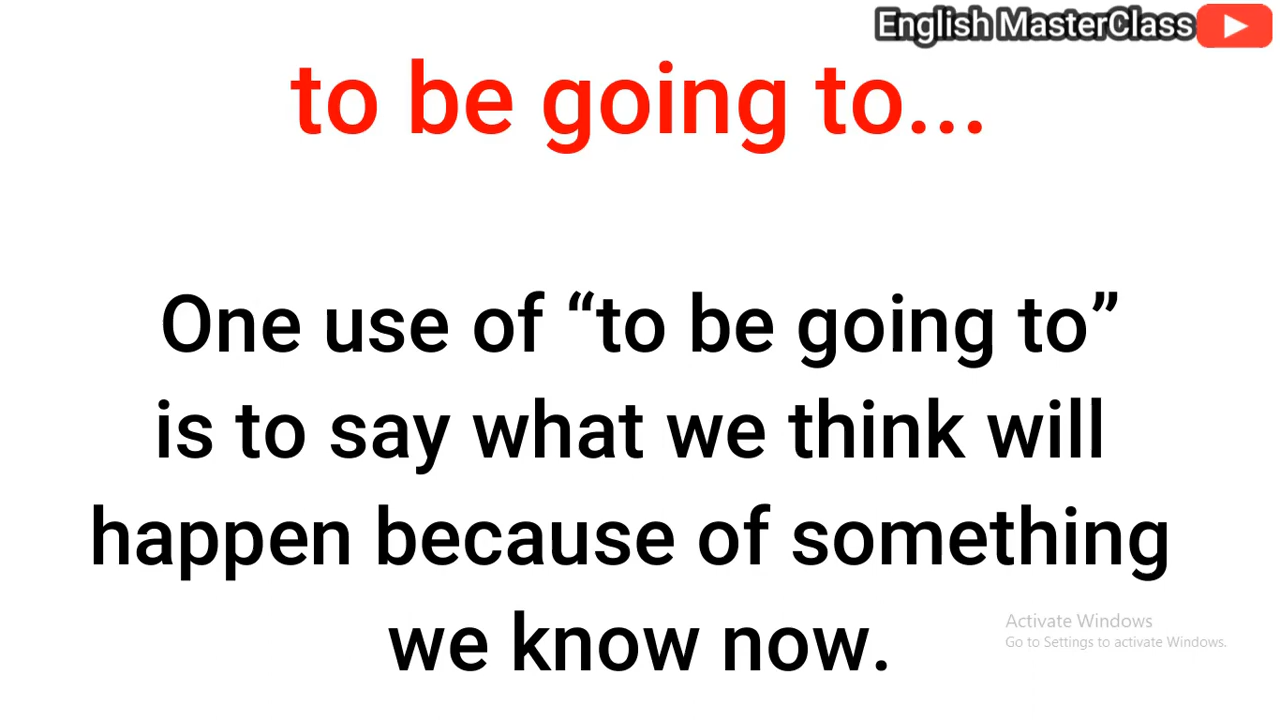 English MasterClass
to be going to...
One use of “to be going to”
is to say what we think will
happen because of something
we know now.
Activate Windows
Go to Settings to activate Windows.